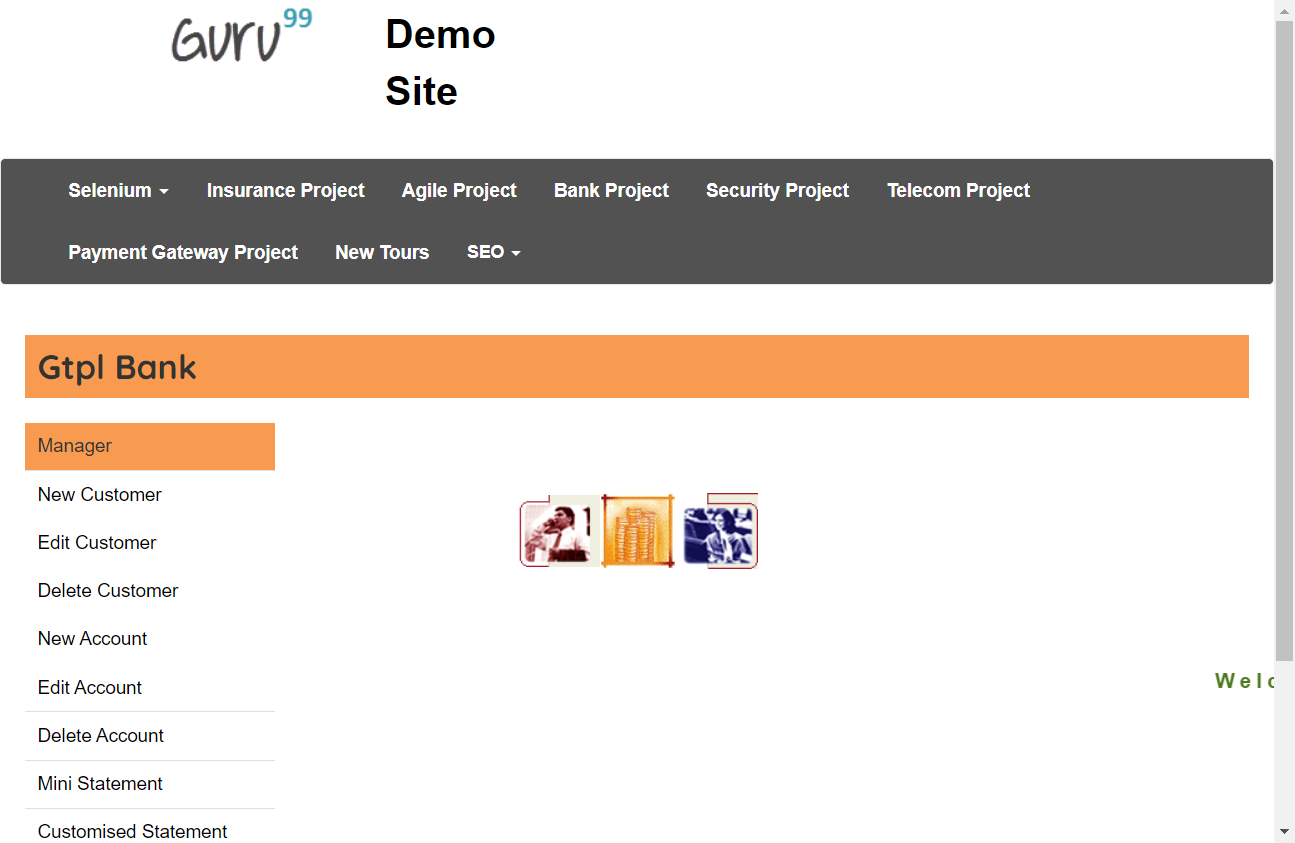 Guru99
Demo
Site
Selenium Insurance Project Agile Project Bank Project Security Project Telecom Project
Payment Gateway Project New Tours SEO
Gtpl Bank
Manager
New Customer
Edit Customer
Delete Customer
New Account
Edit Account
Delete Account
Mini Statement
Customised Statement